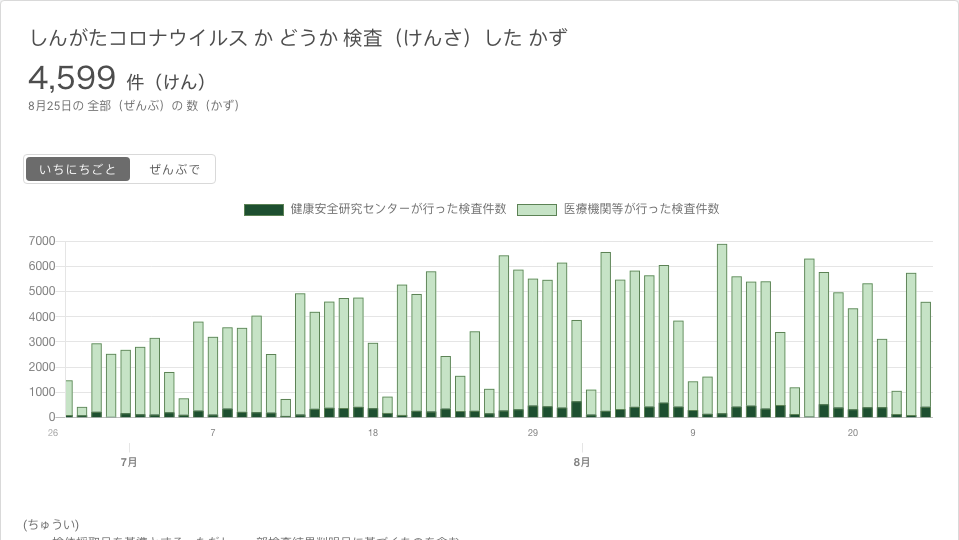 しんがたコロナウイルス か どうか 検査（けんさ）した かず
4,599 件（けん）
8月25日の 全部（ぜんぶ）の 数（かず）
いちにちごと ぜんぶで
健康安全研究センターが行った検査件数 医療機関等が行った検査件数
7000
6000
5000
4000
3000
2000
1000
0
26 7 18 29 9 20
7月 8月
(ちゅうい)